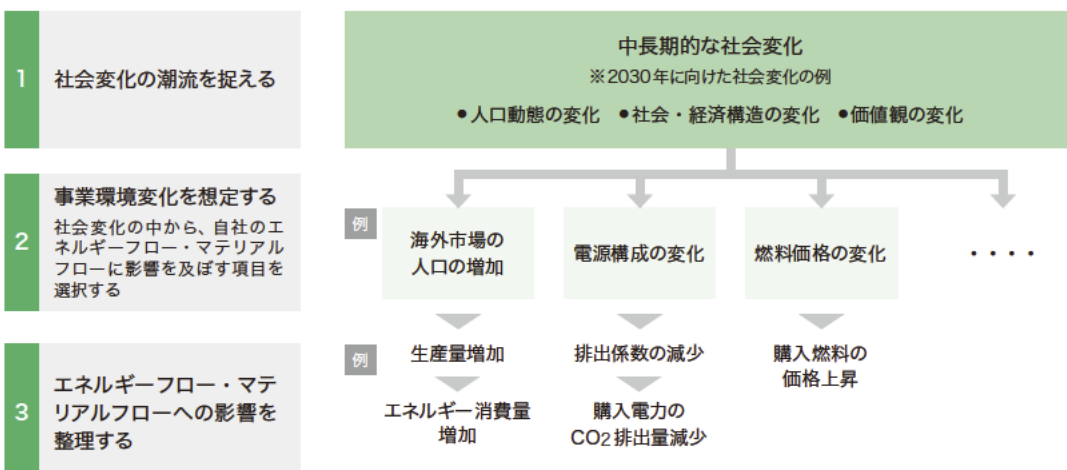 1
社会変化の潮流を捉える
中長期的な社会変化
※2030年に向けた社会変化の例
●人口動態の変化 ●社会・経済構造の変化 ●価値観の変化
2
事業環境変化を想定する
社会変化の中から、自社のエ
ネルギーフロー・マテリアル
フローに影響を及ぼす項目を
選択する
例
海外市場の
人口の増加
電源構成の変化
燃料価格の変化
・・・・
3
エネルギーフロー・マテ
リアルフローへの影響を
整理する
例
生産量増加
エネルギー消費量
増加
排出係数の減少
購入電力の
CO2排出量減少
購入燃料の
価格上昇